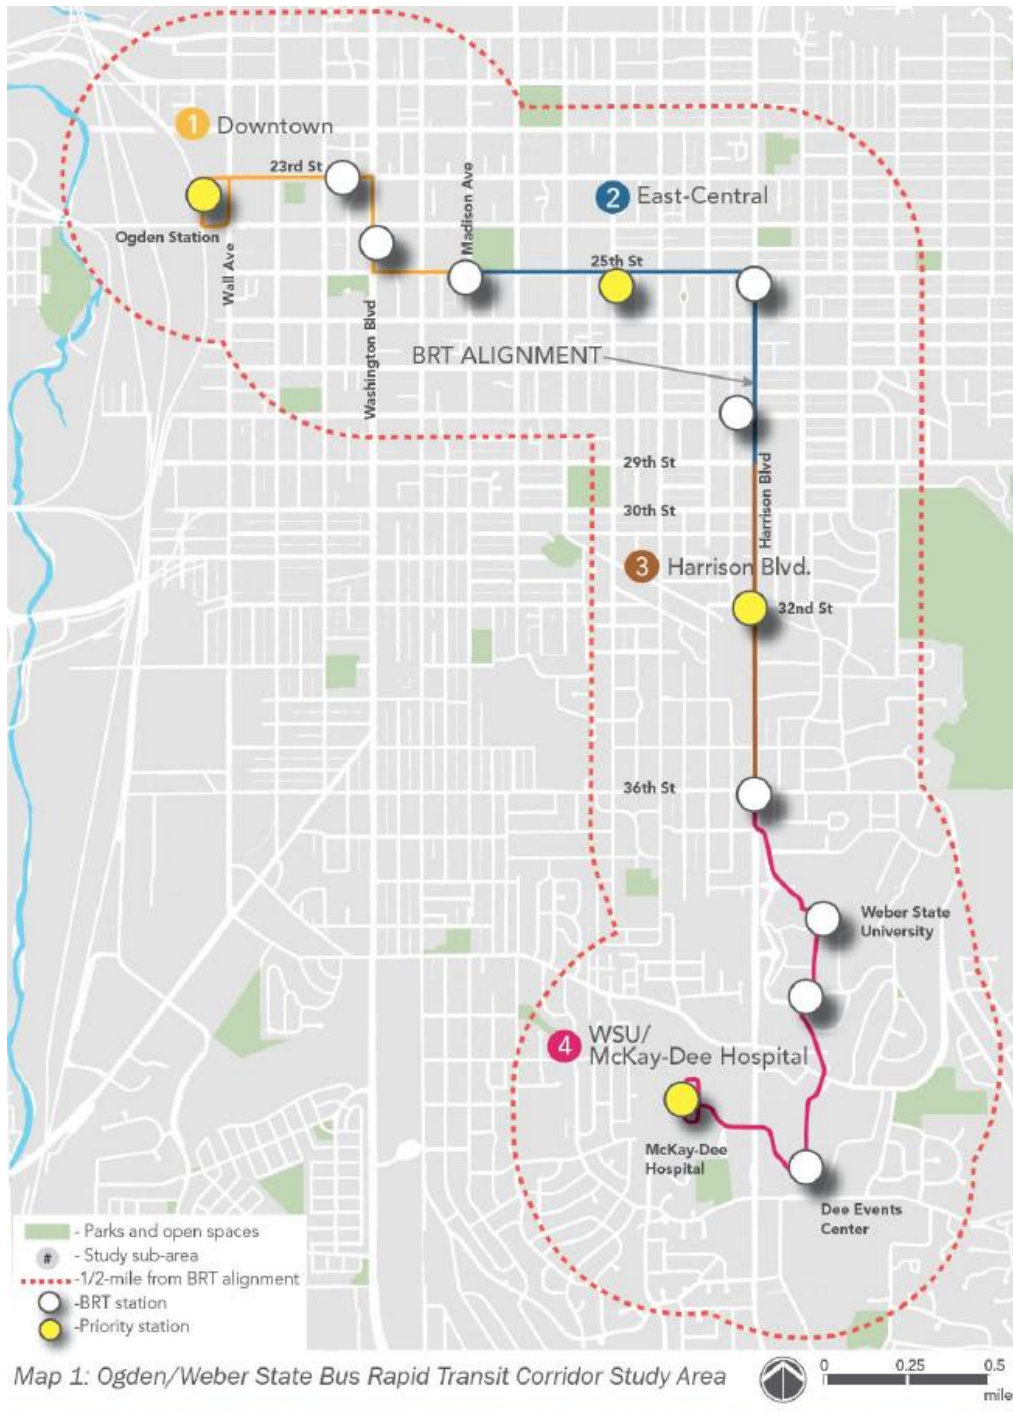 1 Downtown
23rd St
Madison Ave
2 East-Central
Ogden Station
Wall Ave
25th St
Washington Blvd
BRT ALIGNMENT
29th St
Harrison Blvd
30th St
3 Harrison Blvd.
32nd St
36th St
Weber State
University
4 WSU/
McKay-Dee Hospital
McKay-Dee
Hospital
Dee Events
Center
- Parks and open spaces
# - Study sub-area
-1/2-mile from BRT alignment
-BRT station
-Priority station
Map 1: Ogden/Weber State Bus Rapid Transit Corridor Study Area
0 0.25 0.5
mile